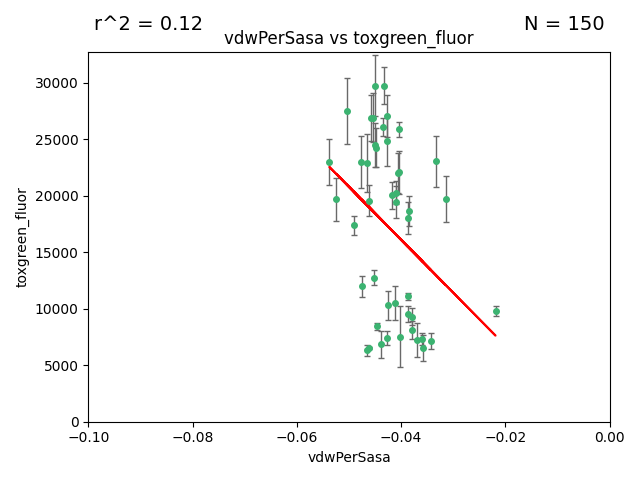 r^2 = 0.12
N = 150
vdwPerSasa vs toxgreen_fluor
30000
25000
20000
15000
10000
5000
0
toxgreen_fluor
−0.10
−0.08
−0.06
−0.04
−0.02
0.00
vdwPerSasa